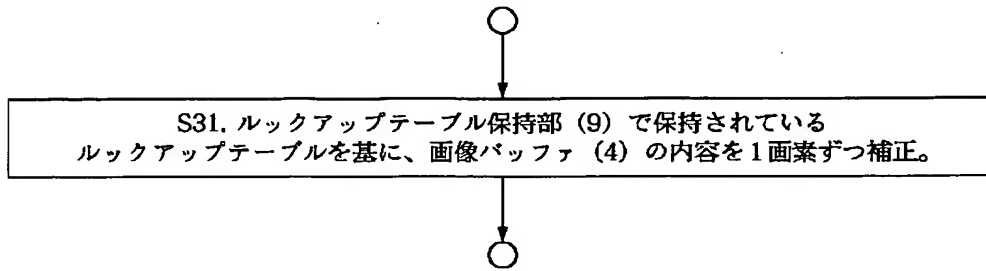 S31. ルックアップテーブル保持部（9）で保持されている
ルックアップテーブルを基に、画像バッファ（4）の内容を1画素ずつ補正。